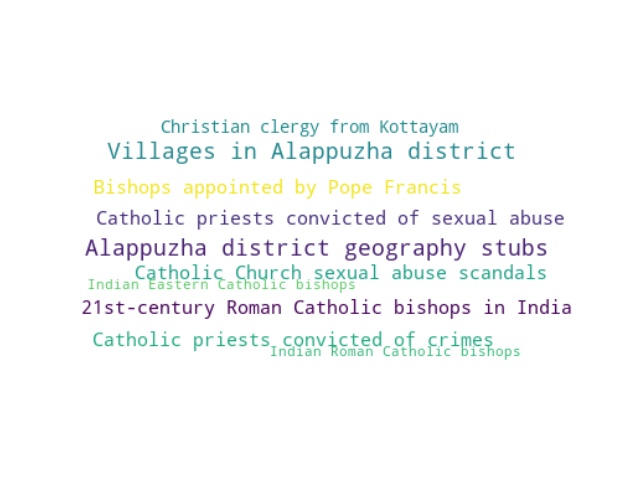 Christian clergy from Kottayam
Villages in Alappuzha district
Bishops appointed by Pope Francis
Catholic priests convicted of sexual abuse
Alappuzha district geography stubs
Catholic Church sexual abuse scandals
Indian Eastern Catholic bishops
21st-century Roman Catholic bishops in India
Catholic priests convicted of crimes
Indian Roman Catholic bishops